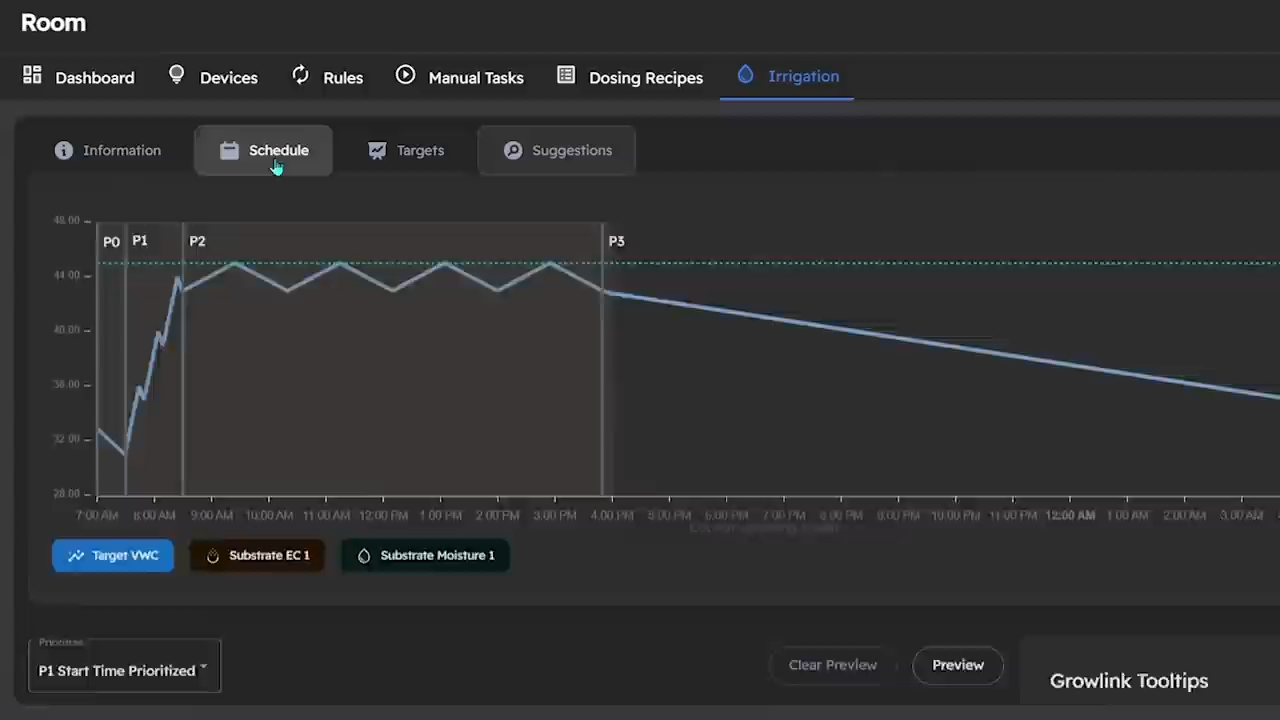 Room
Dashboard Devices Rules Manual Tasks Dosing Recipes Irrigation
Information Schedule Targets Suggestions
48.00
P0 P1 P2 P3
44.00
40.00
36.00
32.00
28.00
7:00 AM 8:00 AM 9:00 AM 10:00 AM 11:00 AM 12:00 PM 1:00 PM 2:00 PM 3:00 PM 4:00 PM 5:00 PM 6:00 PM 7:00 PM 8:00 PM 9:00 PM 10:00 PM 11:00 PM 12:00 AM 1:00 AM 2:00 AM 3:00 AM
Target VWC Substrate EC 1 Substrate Moisture 1
P1 Start Time Prioritized Clear Preview Preview
Growlink Tooltips